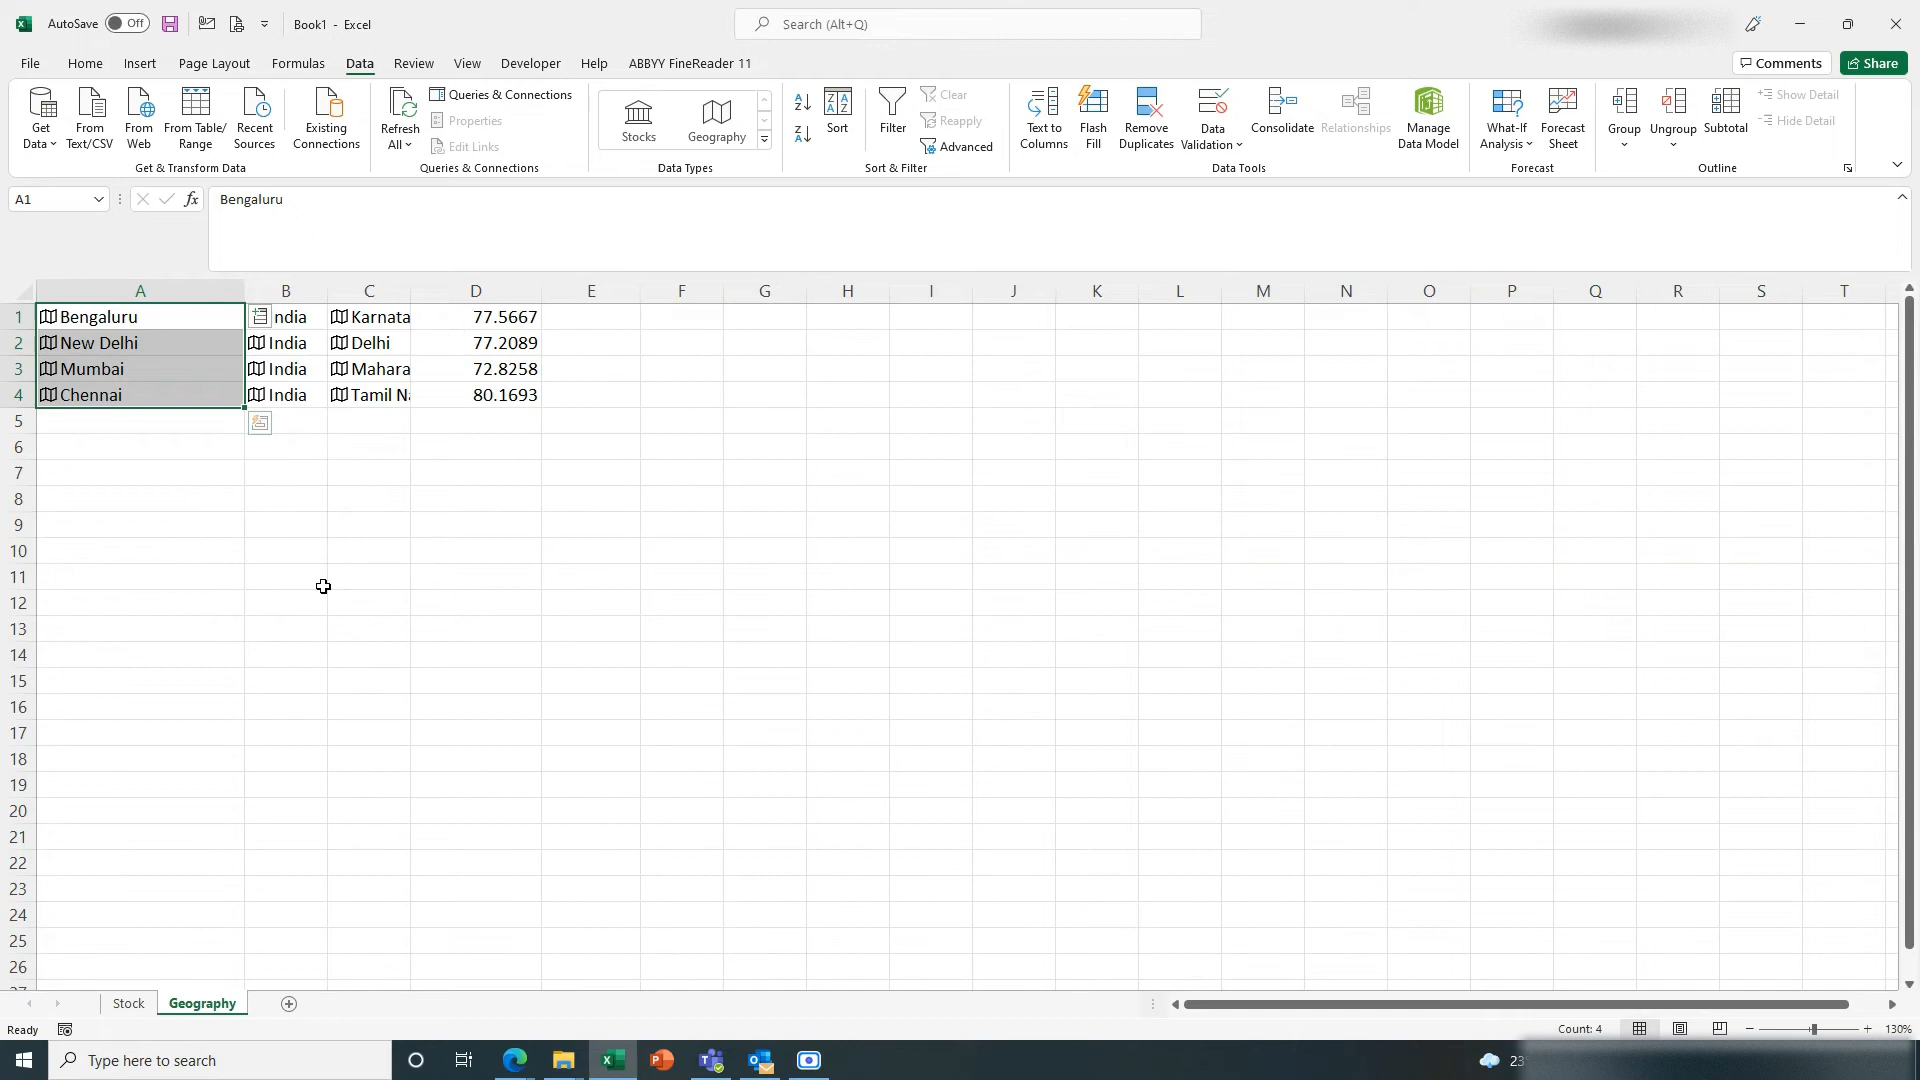 AutoSave Off Book1 - Excel Search (Alt+Q)
File Home Insert Page Layout Formulas Data Review View Developer Help ABBYY FineReader 11 Comments Share
Get Data From Text/CSV From Web From Table/ Range Recent Sources Existing Connections
Get & Transform Data
Refresh All Queries & Connections
Properties
Edit Links
Queries & Connections
Stocks Geography
Data Types
Sort Filter Clear
Reapply
Advanced
Sort & Filter
Text to Columns Flash Fill Remove Duplicates Data Validation Consolidate Relationships Manage Data Model
Data Tools
What-If Analysis Forecast Sheet
Forecast
Group Ungroup Subtotal Show Detail
Hide Detail
Outline
A1 fx Bengaluru
A B C D E F G H I J K L M N O P Q R S T
1 Bengaluru ndia Karnata 77.5667
2 New Delhi India Delhi 77.2089
3 Mumbai India Mahara 72.8258
4 Chennai India Tamil Na 80.1693
5
6
7
8
9
10
11
12
13
14
15
16
17
18
19
20
21
22
23
24
25
26
27
Stock Geography
Ready Count: 4 130%
Type here to search 23